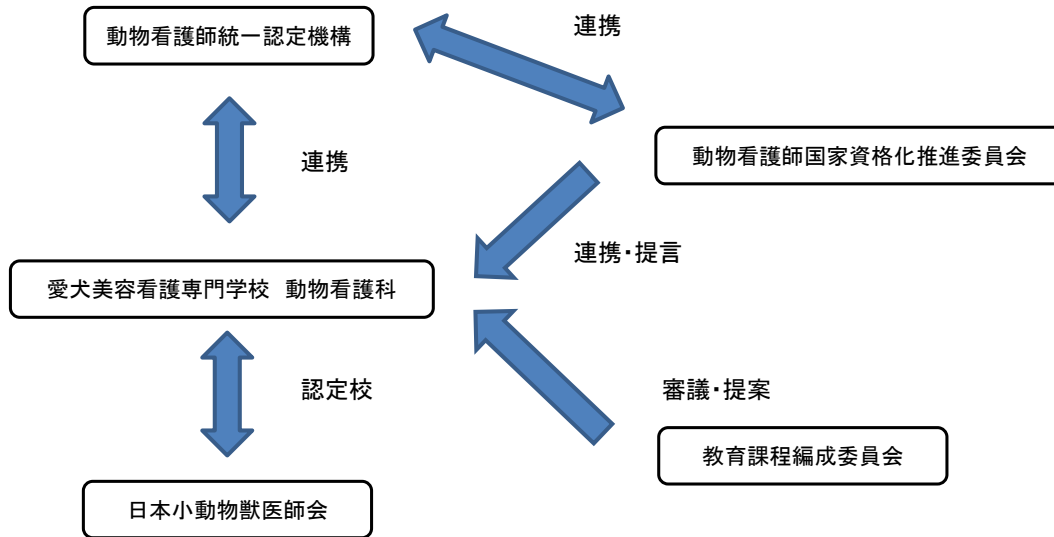 動物看護師統一認定機構
連携
動物看護師国家資格化推進委員会
連携
連携・提言
愛犬美容看護専門学校　動物看護科
認定校
審議・提案
教育課程編成委員会
日本小動物獣医師会